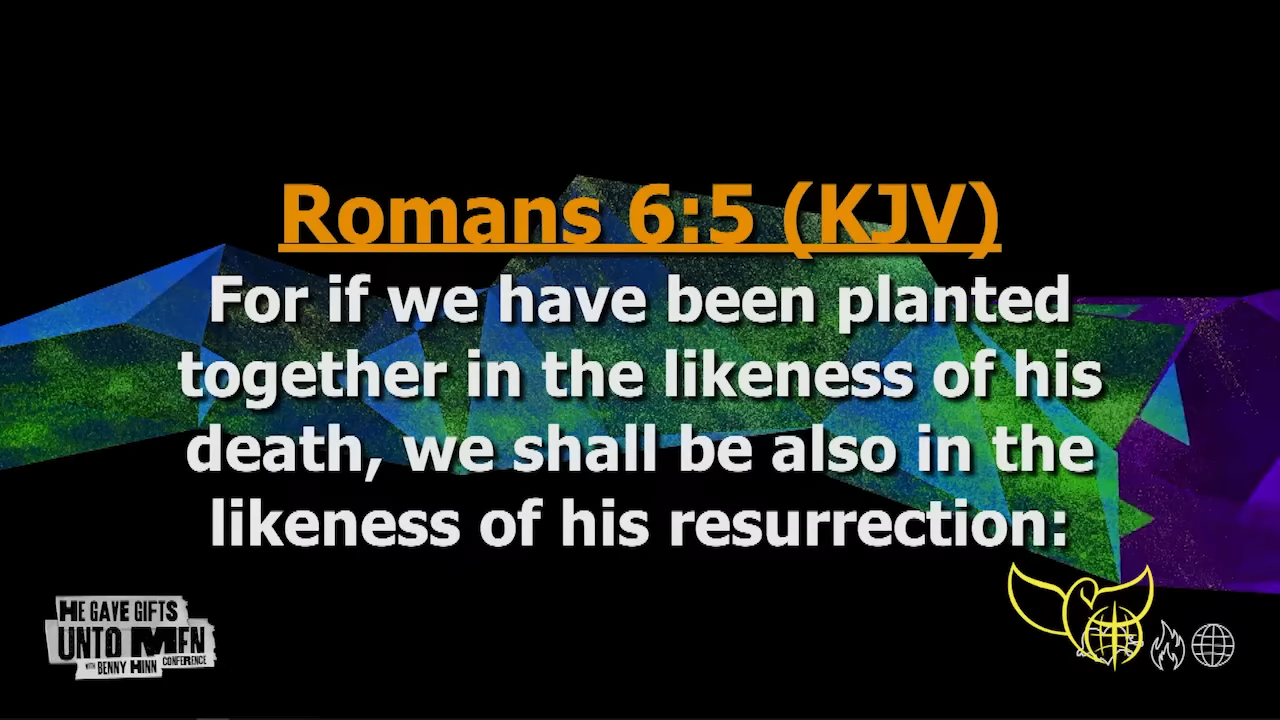 Romans 6:5 (KJV)
For if we have been planted
together in the likeness of his
death, we shall be also in the
likeness of his resurrection:
HE GAVE GIFTS
UNTO MEN
WITH BENNY HINN CONFERENCE